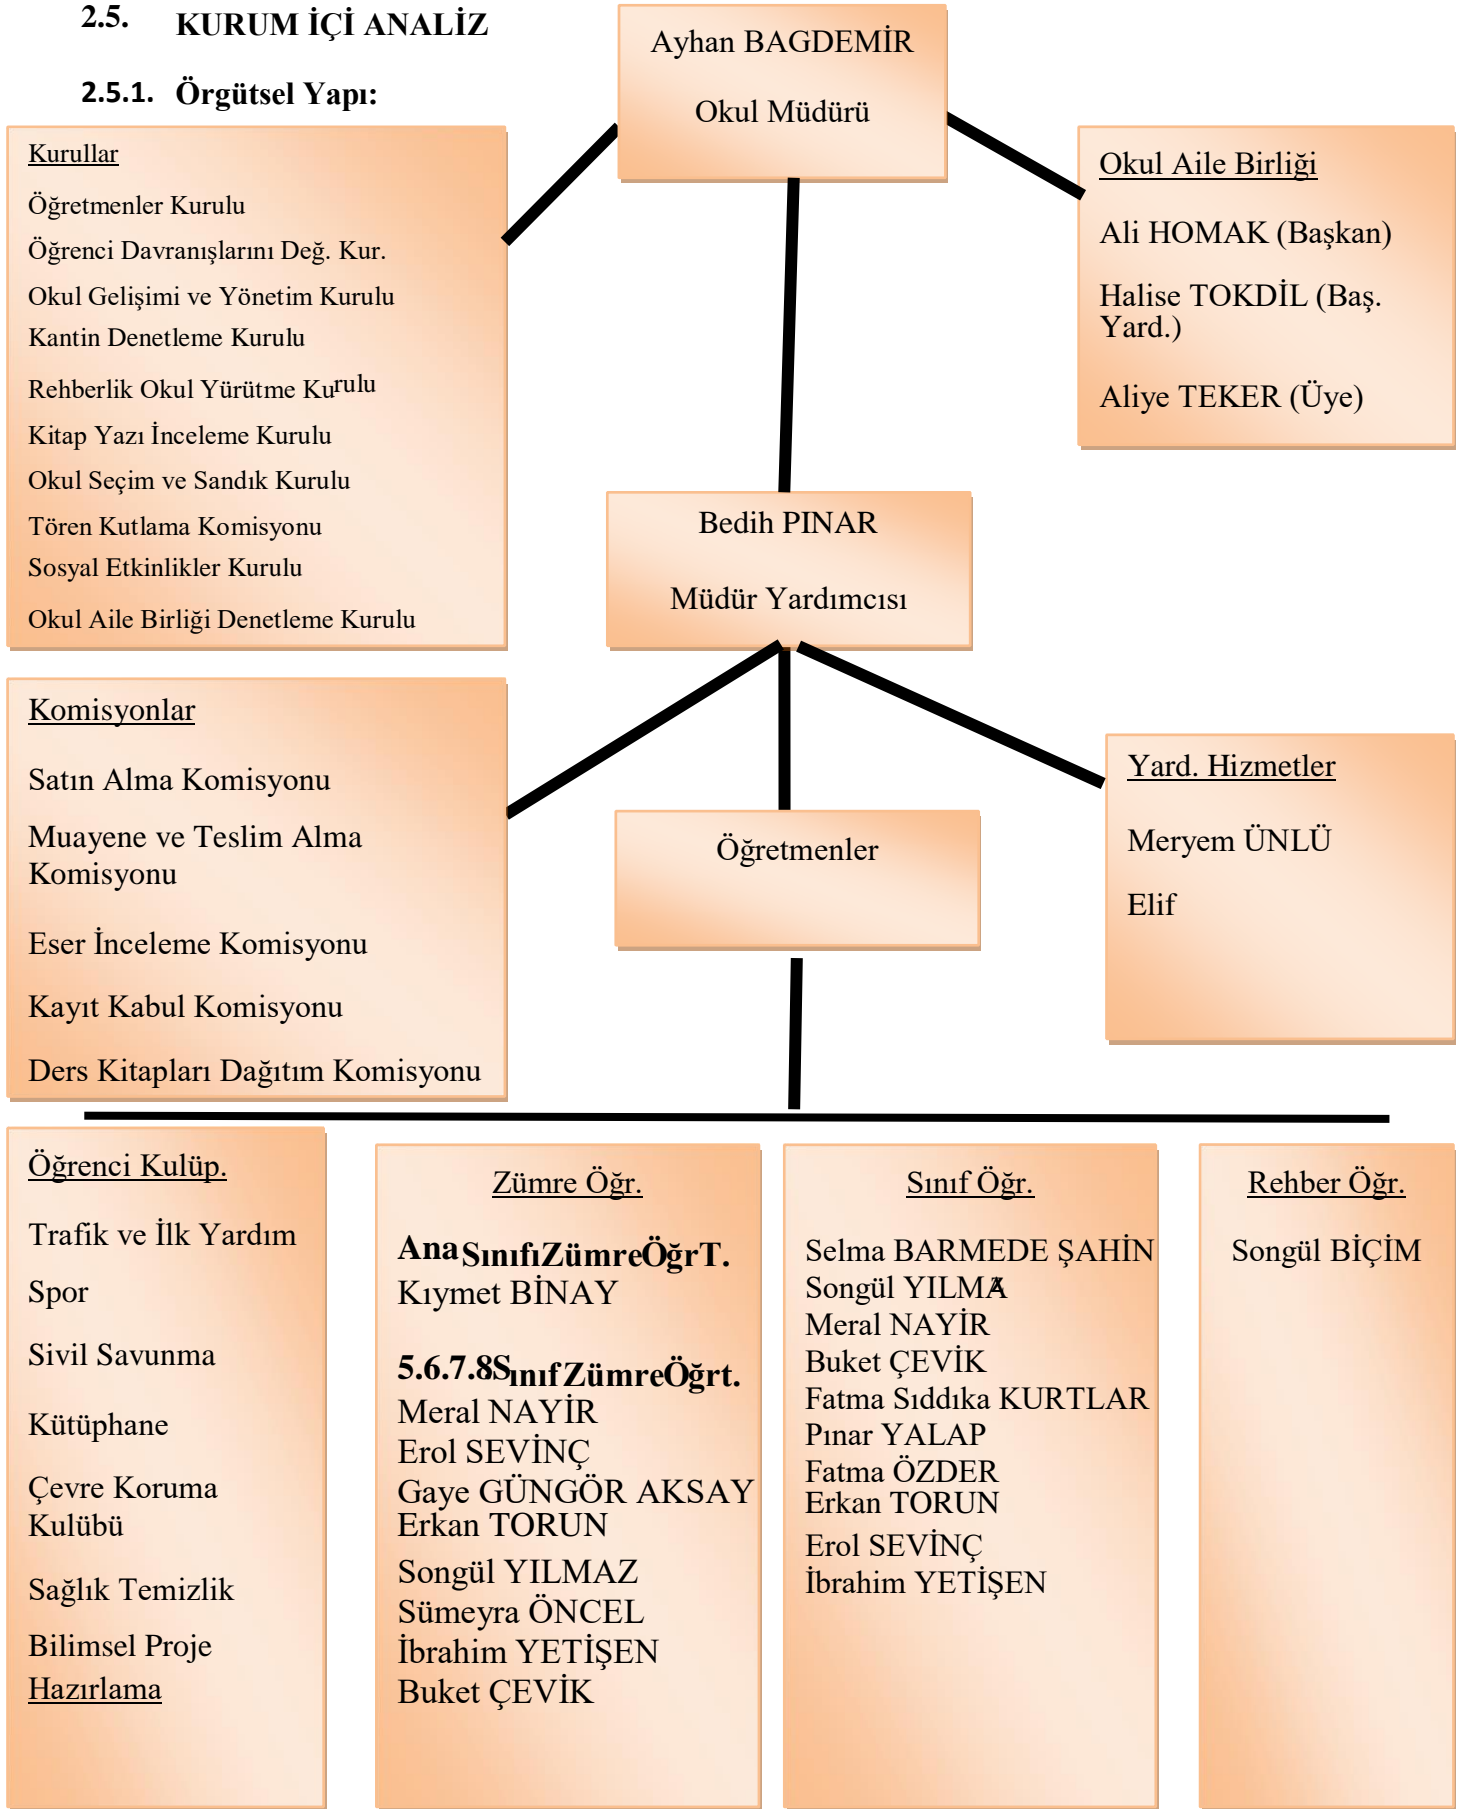 2.5. KURUM İÇİ ANALİZ
2.5.1. Örgütsel Yapı:
Ayhan BAGDEMİR
Okul Müdürü
Kurullar
Öğretmenler Kurulu
Öğrenci Davranışlarını Değ. Kur.
Okul Gelişimi ve Yönetim Kurulu
Kantin Denetleme Kurulu
Rehberlik Okul Yürütme Kurulu
Kitap Yazı İnceleme Kurulu
Okul Seçim ve Sandık Kurulu
Tören Kutlama Komisyonu
Sosyal Etkinlikler Kurulu
Okul Aile Birliği Denetleme Kurulu
Okul Aile Birliği
Ali HOMAK (Başkan)
Halise TOKDİL (Baş.
Yard.)
Aliye TEKER (Üye)
Bedih PINAR
Müdür Yardımcısı
Komisyonlar
Satın Alma Komisyonu
Muayene ve Teslim Alma
Komisyonu
Eser İnceleme Komisyonu
Kayıt Kabul Komisyonu
Ders Kitapları Dağıtım Komisyonu
Öğretmenler
Yard. Hizmetler
Meryem ÜNLÜ
Elif
Öğrenci Kulüp.
Trafik ve İlk Yardım
Spor
Sivil Savunma
Kütüphane
Çevre Koruma
Kulübü
Sağlık Temizlik
Bilimsel Proje
Hazırlama
Zümre Öğr.
Ana Sınıfı Zümre ÖğrT.
Kıymet BİNAY
5.6.7.8.Sınıf Zümre Öğrt.
Meral NAYİR
Erol SEVİNÇ
Gaye GÜNGÖR AKSAY
Erkan TORUN
Songül YILMAZ
Sümeyra ÖNCEL
İbrahim YETİŞEN
Buket ÇEVİK
Sınıf Öğr.
Selma BARMEDE ŞAHİN
Songül YILMAZ
Meral NAYİR
Buket ÇEVİK
Fatma Sıddıka KURTLAR
Pınar YALAP
Fatma ÖZDER
Erkan TORUN
Erol SEVİNÇ
İbrahim YETİŞEN
Rehber Öğr.
Songül BİÇİM